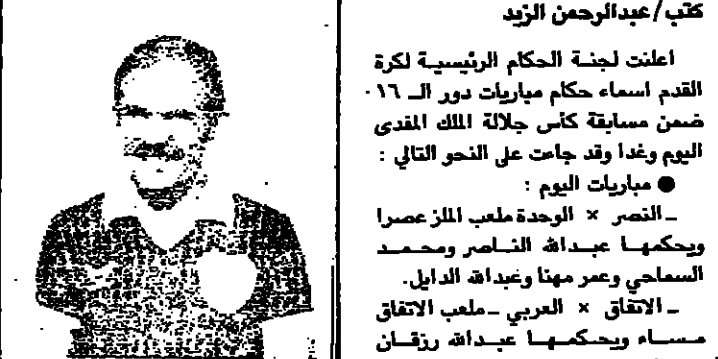 كتب/عبدالرحمن الزيد
اعلنت لجنة الحكام الرئيسية لكرة
القدم اسماء حكام مباريات دور الـ ١٦٠
ضمن مسابقة كأس جلالة الملك المفدى
اليوم وغدا وقد جاءت على النحو التالي :
● مباريات اليوم :
ـ النصر × الوحدة ملعب الملز عصرا
ويحكمها عبدالله الناصر ومحمد
السماحي وعمر مهنا وعبدالله الدايل.
ـ الاتفاق × العربي ـ ملعب الاتفاق
مساء ويحكمها عبدالله رزقان